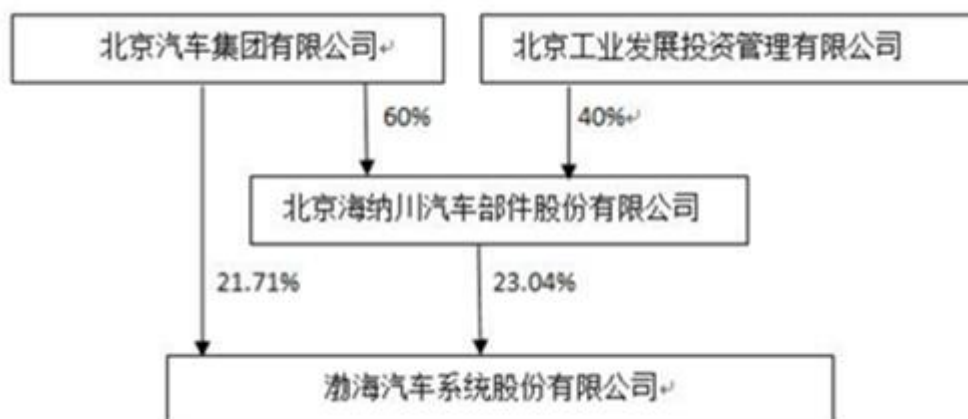 北京汽车集团有限公司
北京工业发展投资管理有限公司
60%
40%
北京海纳川汽车部件股份有限公司
21.71%
23.04%
渤海汽车系统股份有限公司